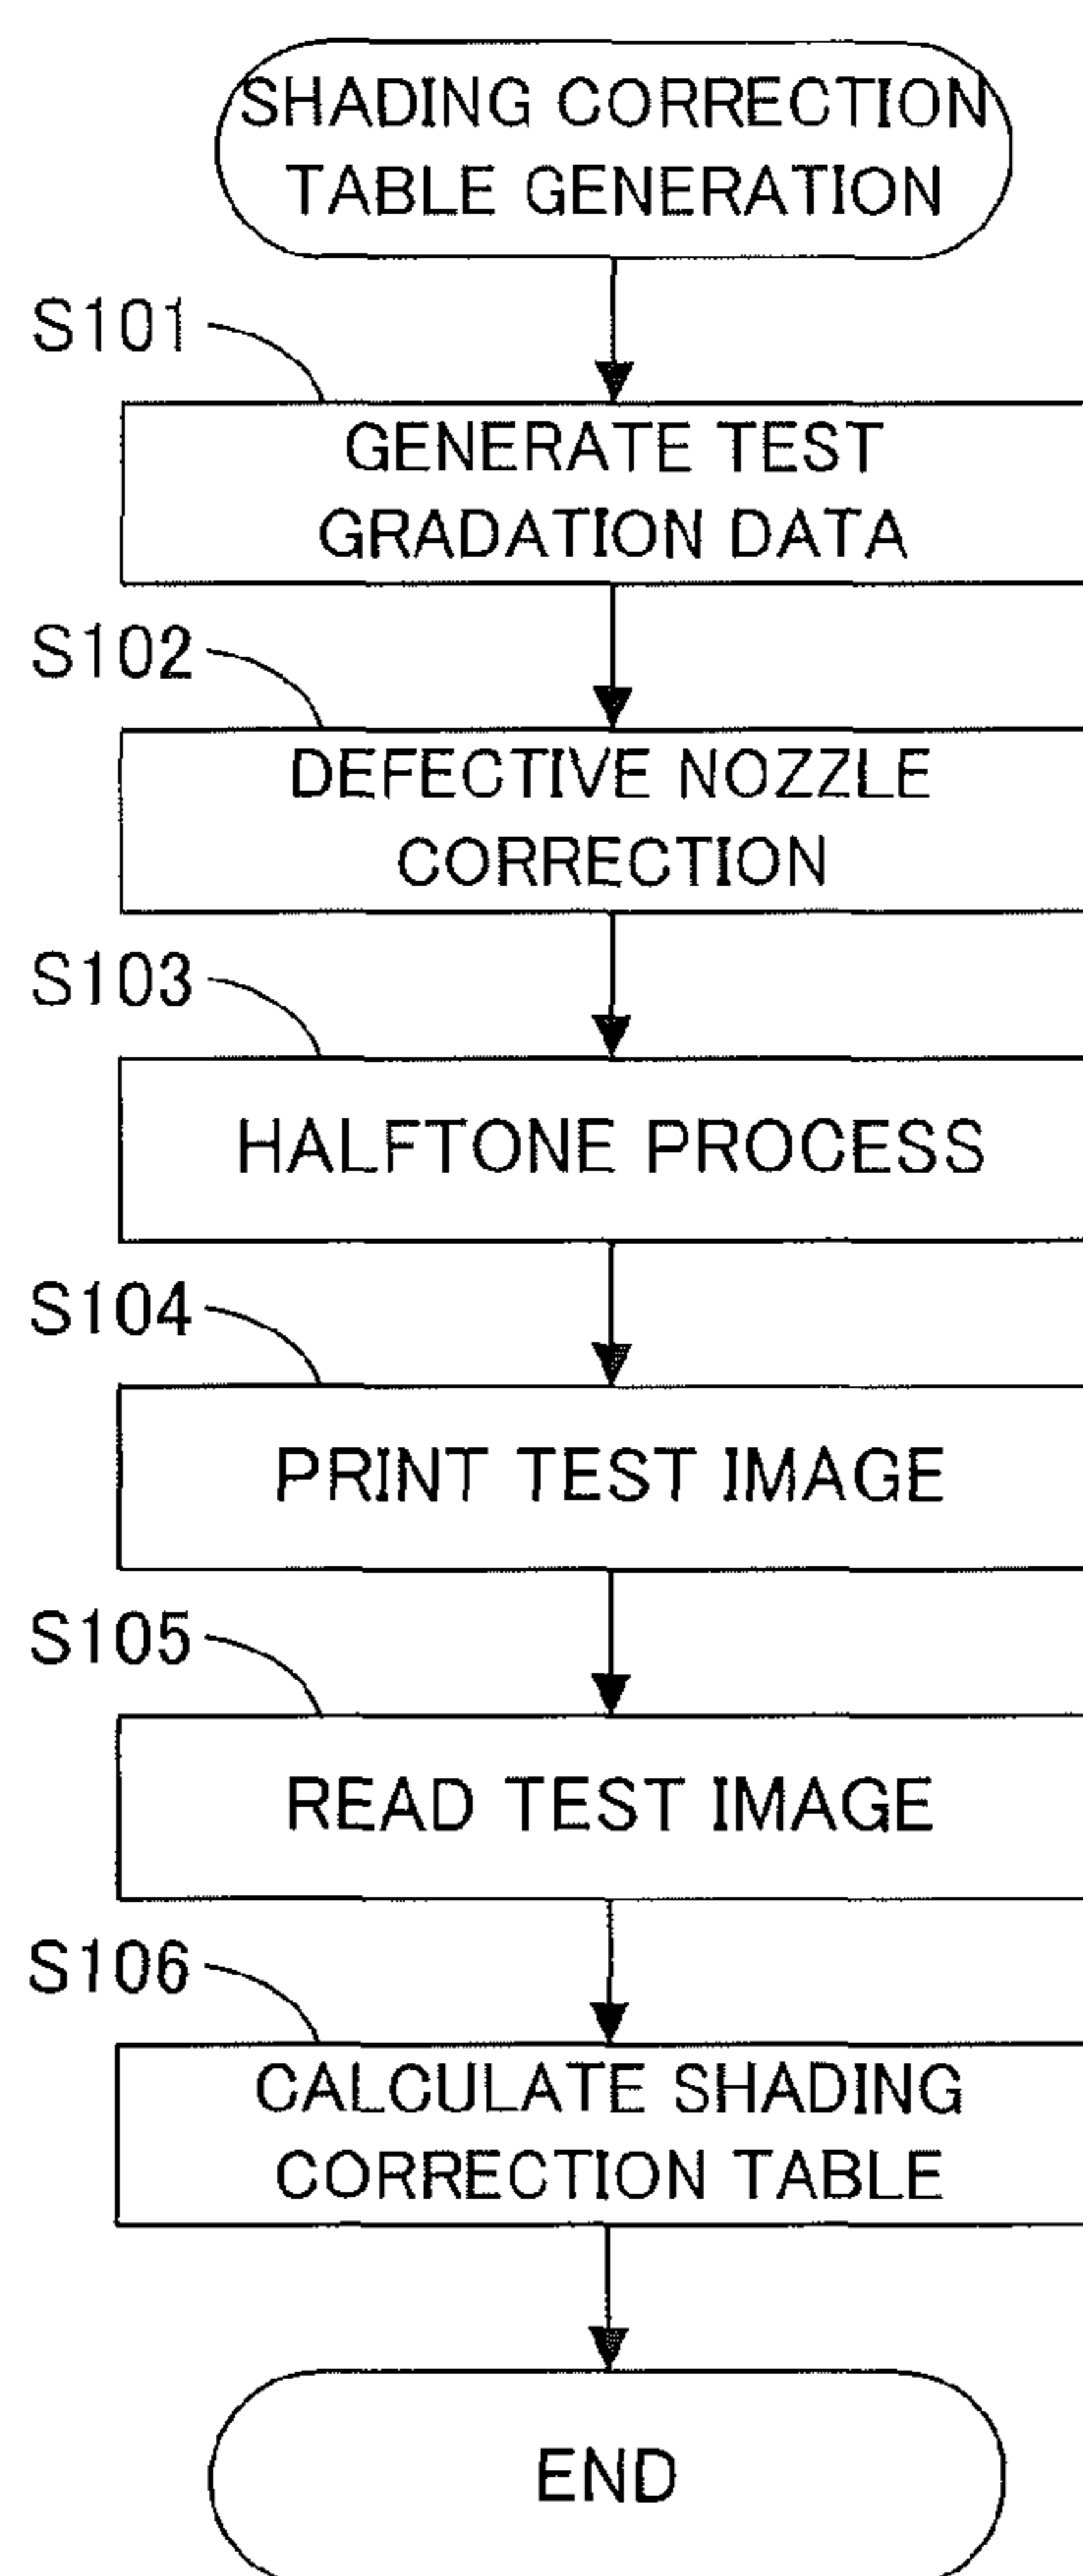 SHADING CORRECTION
TABLE GENERATION
S101
GENERATE TEST
GRADATION DATA
S102
DEFECTIVE NOZZLE
CORRECTION
S103
HALFTONE PROCESS
S104
PRINT TEST IMAGE
S105
READ TEST IMAGE
S106
CALCULATE SHADING
CORRECTION TABLE
END